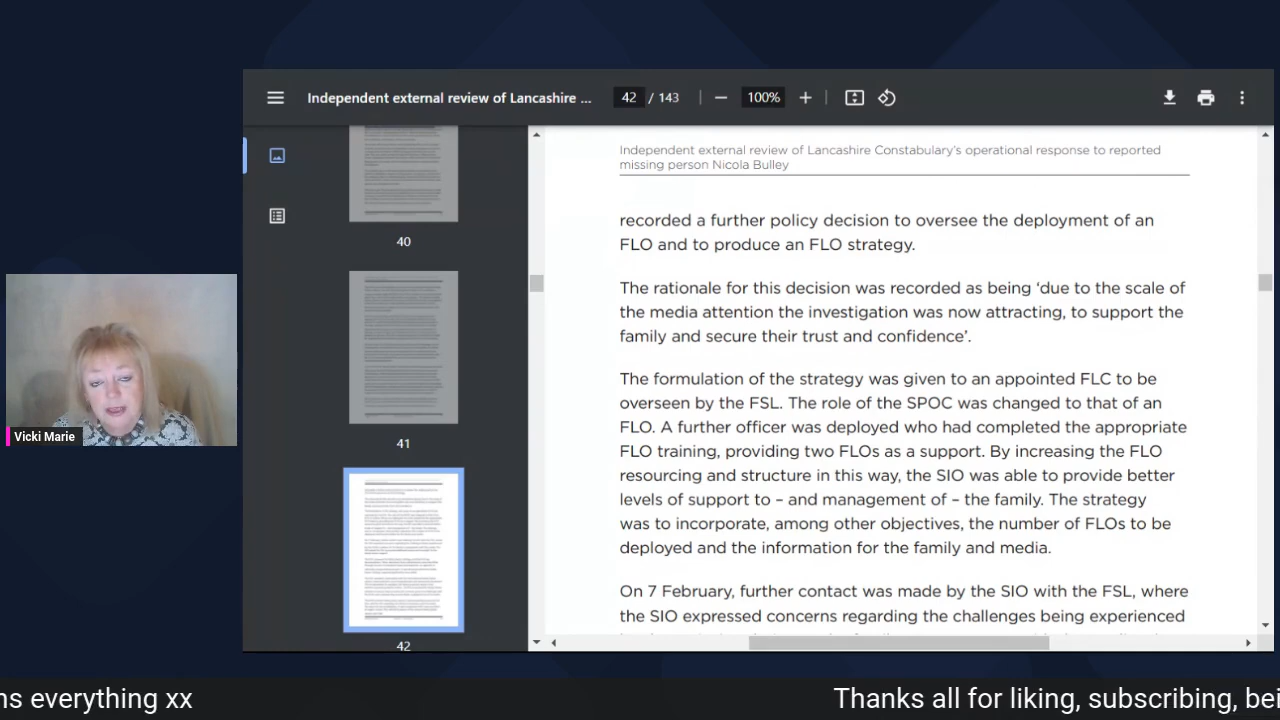 Independent external review of Lancashire ...
42 / 143
100%
40
41
42
Independent external review of Lancashire Constabulary's operational response to reported
missing person Nicola Bulley
recorded a further policy decision to oversee the deployment of an
FLO and to produce an FLO strategy.
The rationale for this decision was recorded as being 'due to the scale of
the media attention the investigation was now attracting, to support the
family and secure their trust and confidence'.
The formulation of the strategy was given to an appointed FLC to be
overseen by the FSL. The role of the SPOC was changed to that of an
FLO. A further officer was deployed who had completed the appropriate
FLO training, providing two FLOs as a support. By increasing the FLO
resourcing and structure in this way, the SIO was able to provide better
levels of support to – and management of – the family. The strategy
was to incorporate, among other objectives, the number of FLOs to be
deployed and the information for the family and media.
On February, further contact was made by the SIO with the FSL, where
the SIO expressed concerns regarding the challenges being experienced
Vicki Marie
ns everything xx
Thanks all for liking, subscribing, bei